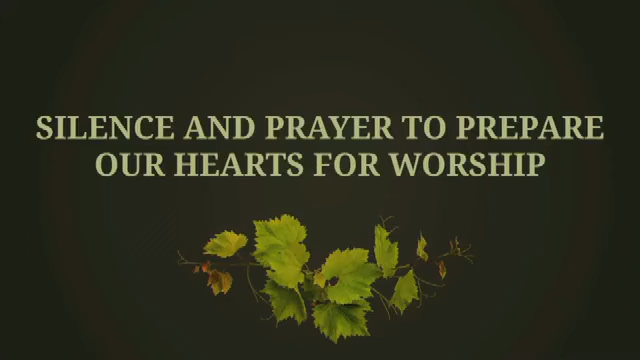 SILENCE AND PRAYER TO PREPARE
OUR HEARTS FOR WORSHIP